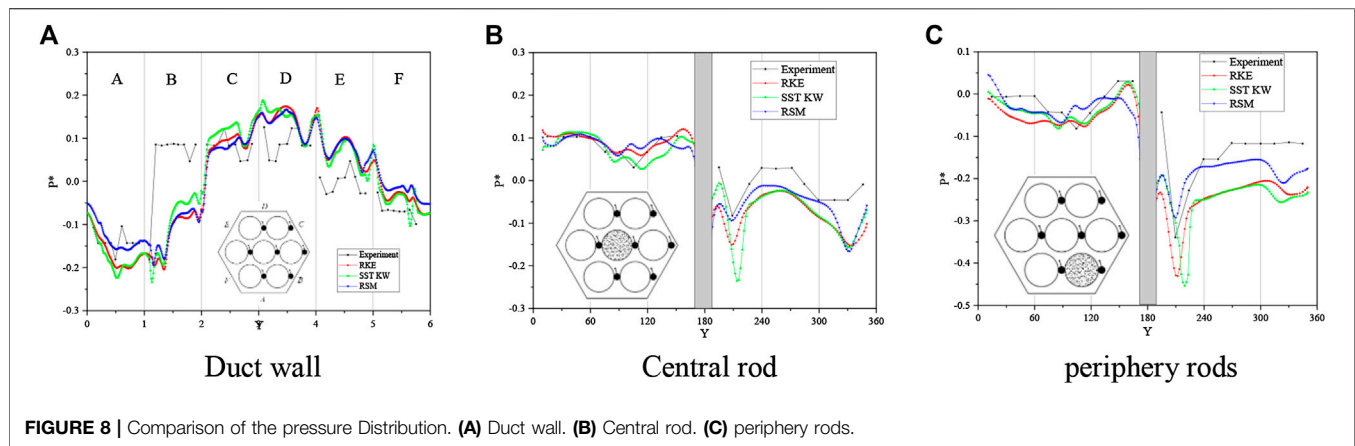 A
0.3
0.2
0.1
0.0
-0.1
-0.2
-0.3
P*
A B C D E F
D
E C
F B
A
Experiment
RKE
SST KW
RSM
0 1 2 3 4 5 6
Duct wall
B
0.3
0.2
0.1
0.0
-0.1
-0.2
-0.3
P*
Experiment
RKE
SST KW
RSM
0 60 120 180 240 300 360
Y
Central rod
C
0.1
0.0
-0.1
-0.2
-0.3
-0.4
-0.5
P*
Experiment
RKE
SST KW
RSM
0 60 120 180 240 300 360
Y
periphery rods
FIGURE 8 | Comparison of the pressure Distribution. (A) Duct wall. (B) Central rod. (C) periphery rods.